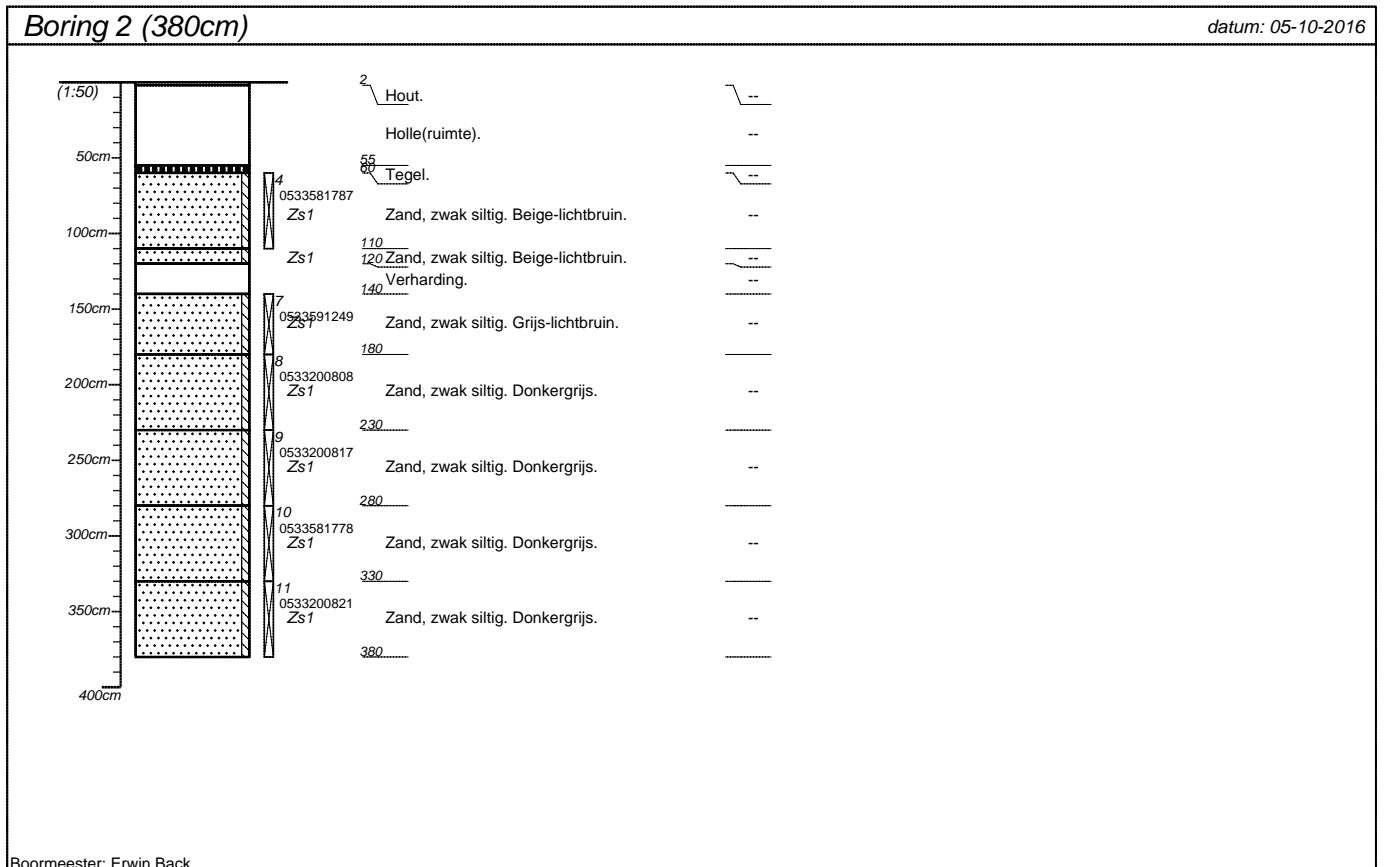 Boring 2 (380cm) datum: 05-10-2016
(1:50)
2
Hout. --
Holle(ruimte). --
50cm
55
60
Tegel. --
4
0533581787
Zs1 Zand, zwak siltig. Beige-lichtbruin. --
100cm
110
Zs1 Zand, zwak siltig. Beige-lichtbruin. --
120
Verharding. --
140
7
150cm
0533591249
Zs1 Zand, zwak siltig. Grijs-lichtbruin. --
180
8
0533200808
200cm
Zs1 Zand, zwak siltig. Donkergrijs. --
230
9
0533200817
250cm
Zs1 Zand, zwak siltig. Donkergrijs. --
280
10
0533581778
300cm
Zs1 Zand, zwak siltig. Donkergrijs. --
330
11
0533200821
350cm
Zs1 Zand, zwak siltig. Donkergrijs. --
380
400cm
Boormeester: Erwin Back